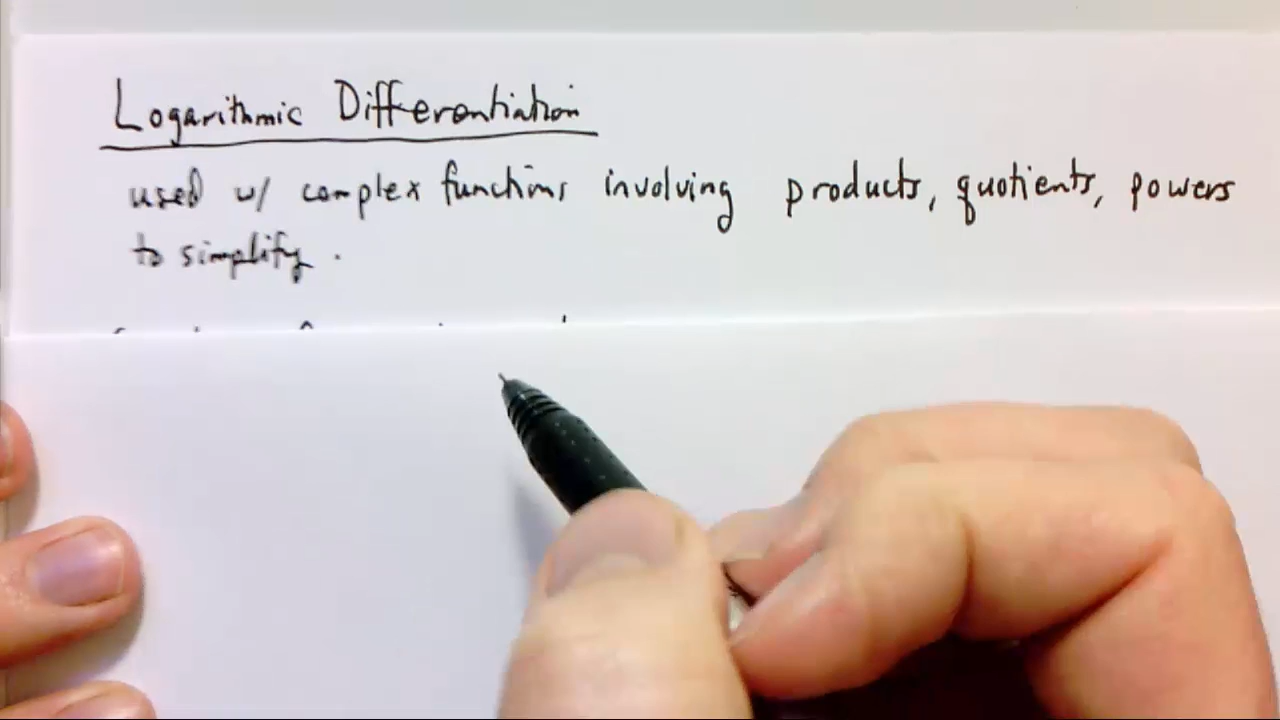 Logarithmic Differentiation
used w/ complex functions involving products, quotients, powers
to simplify.